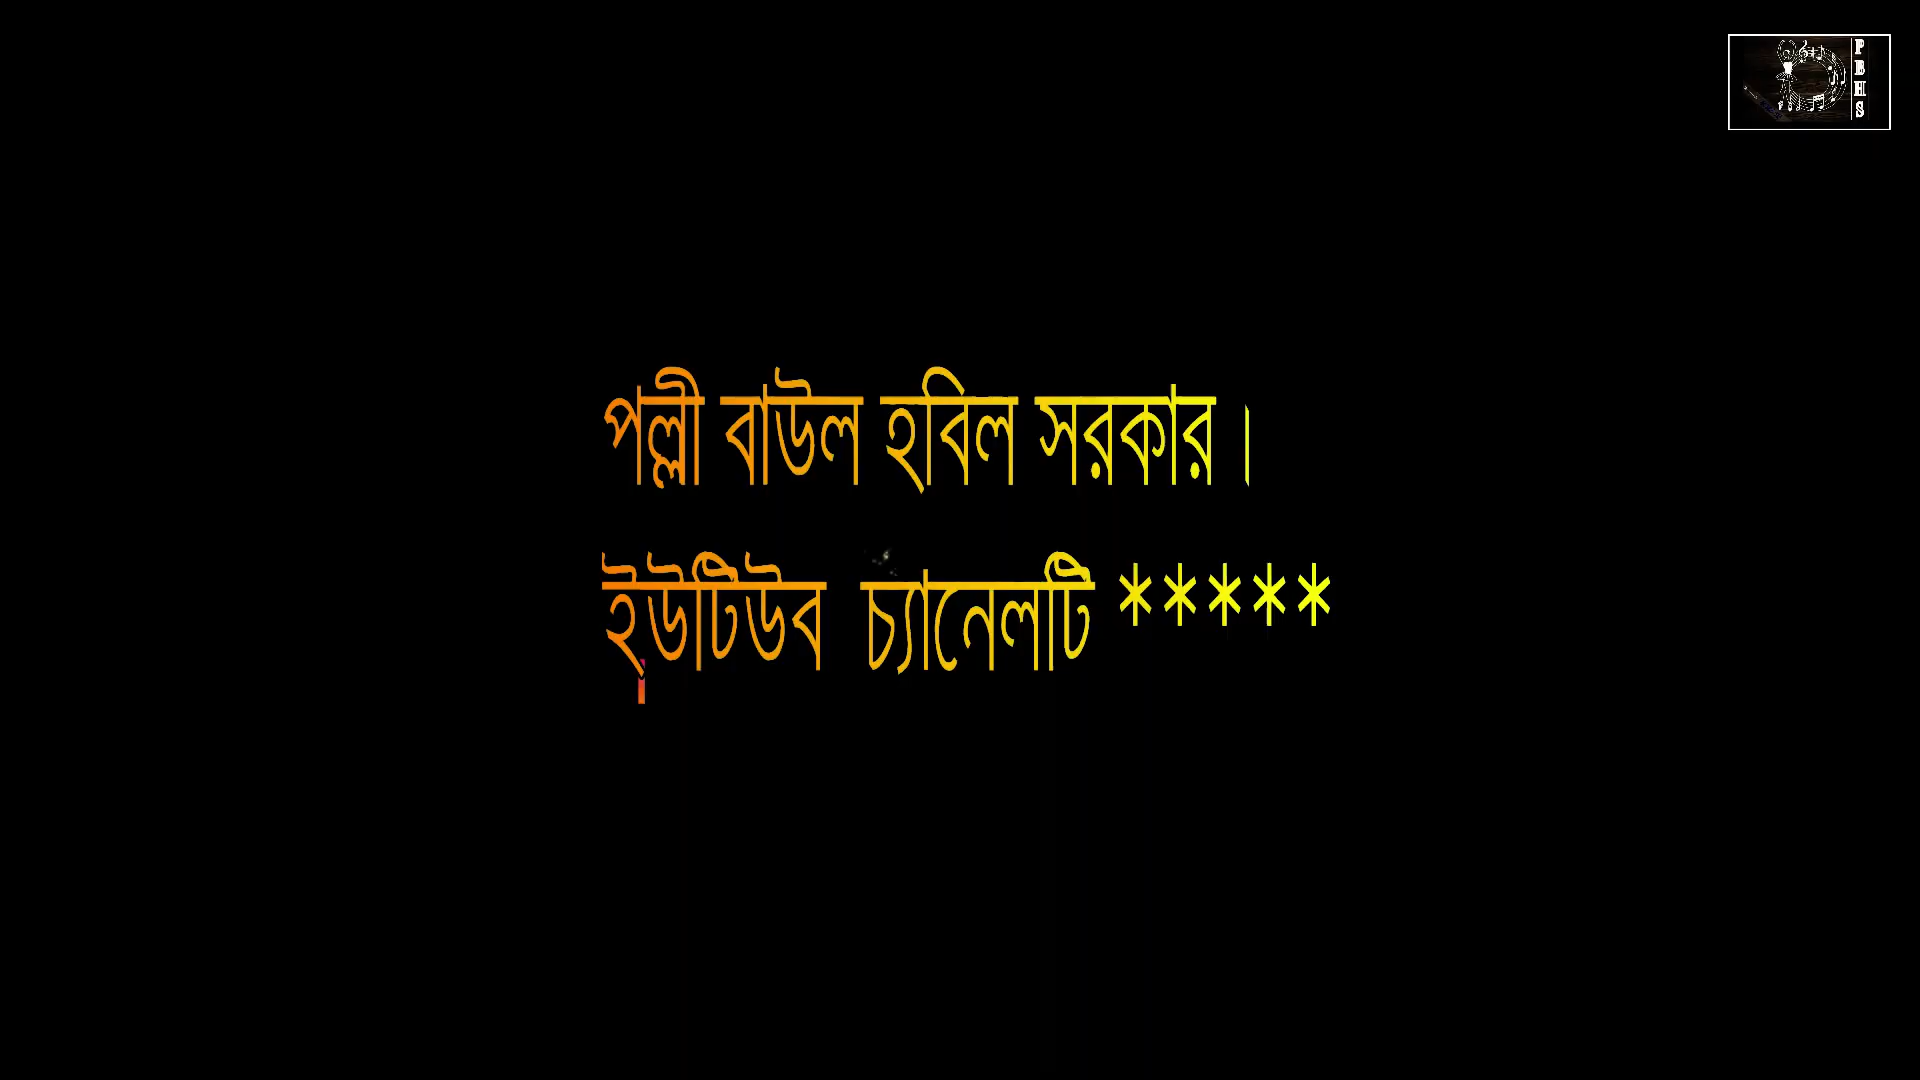 পল্লী বাউল হবিল সরকার।
ইউটিউব চ্যানেলটি *****
P
B
H
S